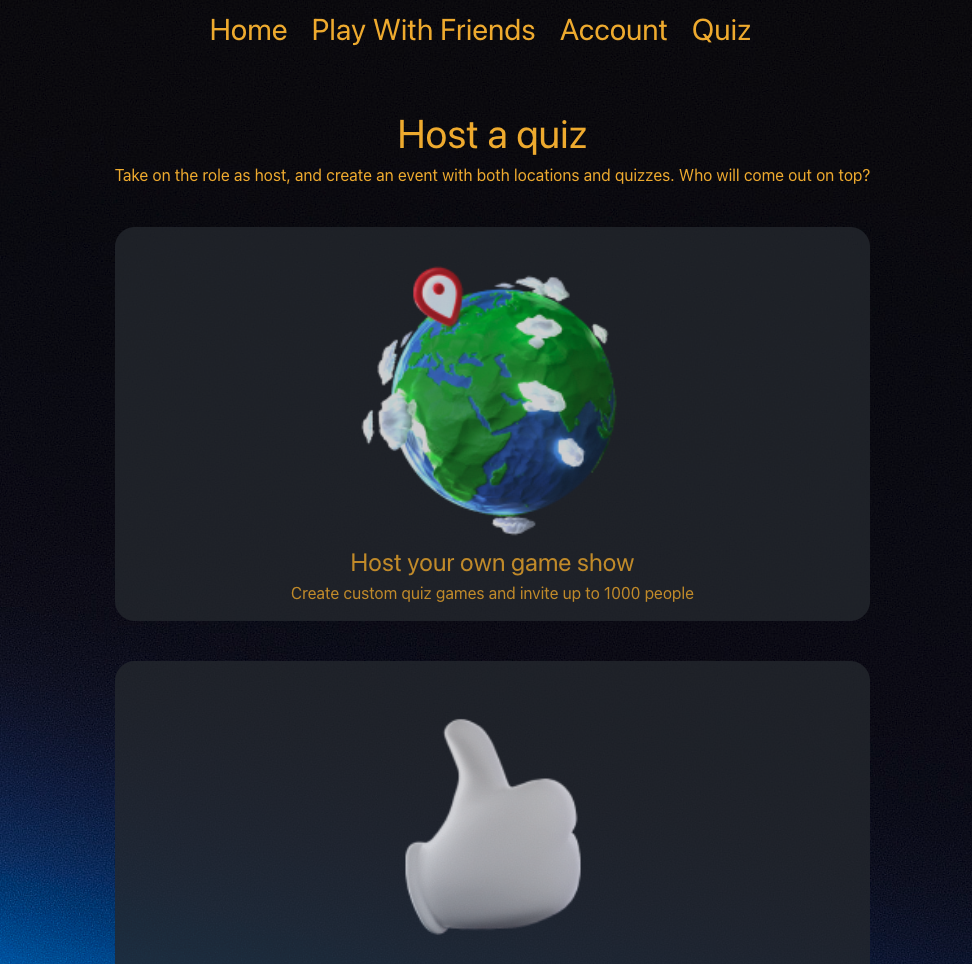 Home Play With Friends Account Quiz
Host a quiz
Take on the role as host, and create an event with both locations and quizzes. Who will come out on top?
Host your own game show
Create custom quiz games and invite up to 1000 people